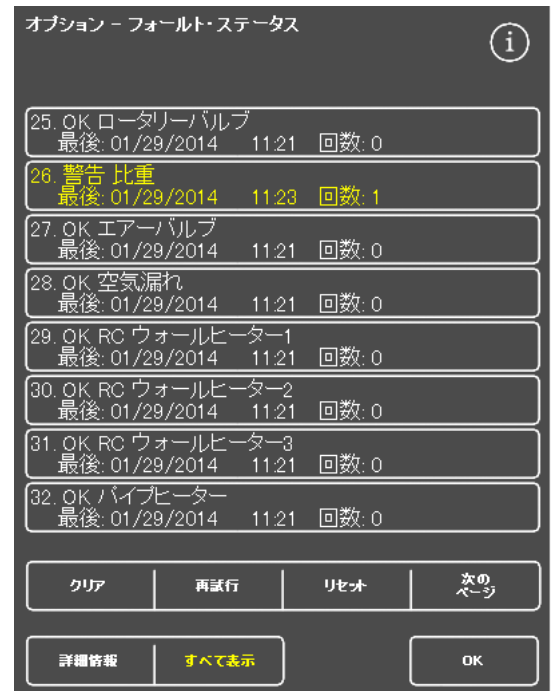 オプション – フォールト・ステータス
i
25. OK ロータリーバルブ
最後: 01/29/2014 11:21 回数: 0
26. 警告 比重
最後: 01/29/2014 11:23 回数: 1
27. OK エアーバルブ
最後: 01/29/2014 11:21 回数: 0
28. OK 空気漏れ
最後: 01/29/2014 11:21 回数: 0
29. OK RC ウォールヒーター1
最後: 01/29/2014 11:21 回数: 0
30. OK RC ウォールヒーター2
最後: 01/29/2014 11:21 回数: 0
31. OK RC ウォールヒーター3
最後: 01/29/2014 11:21 回数: 0
32. OK パイプヒーター
最後: 01/29/2014 11:21 回数: 0
クリア 再試行 リセット 次の
ページ
詳細情報 すべて表示 OK